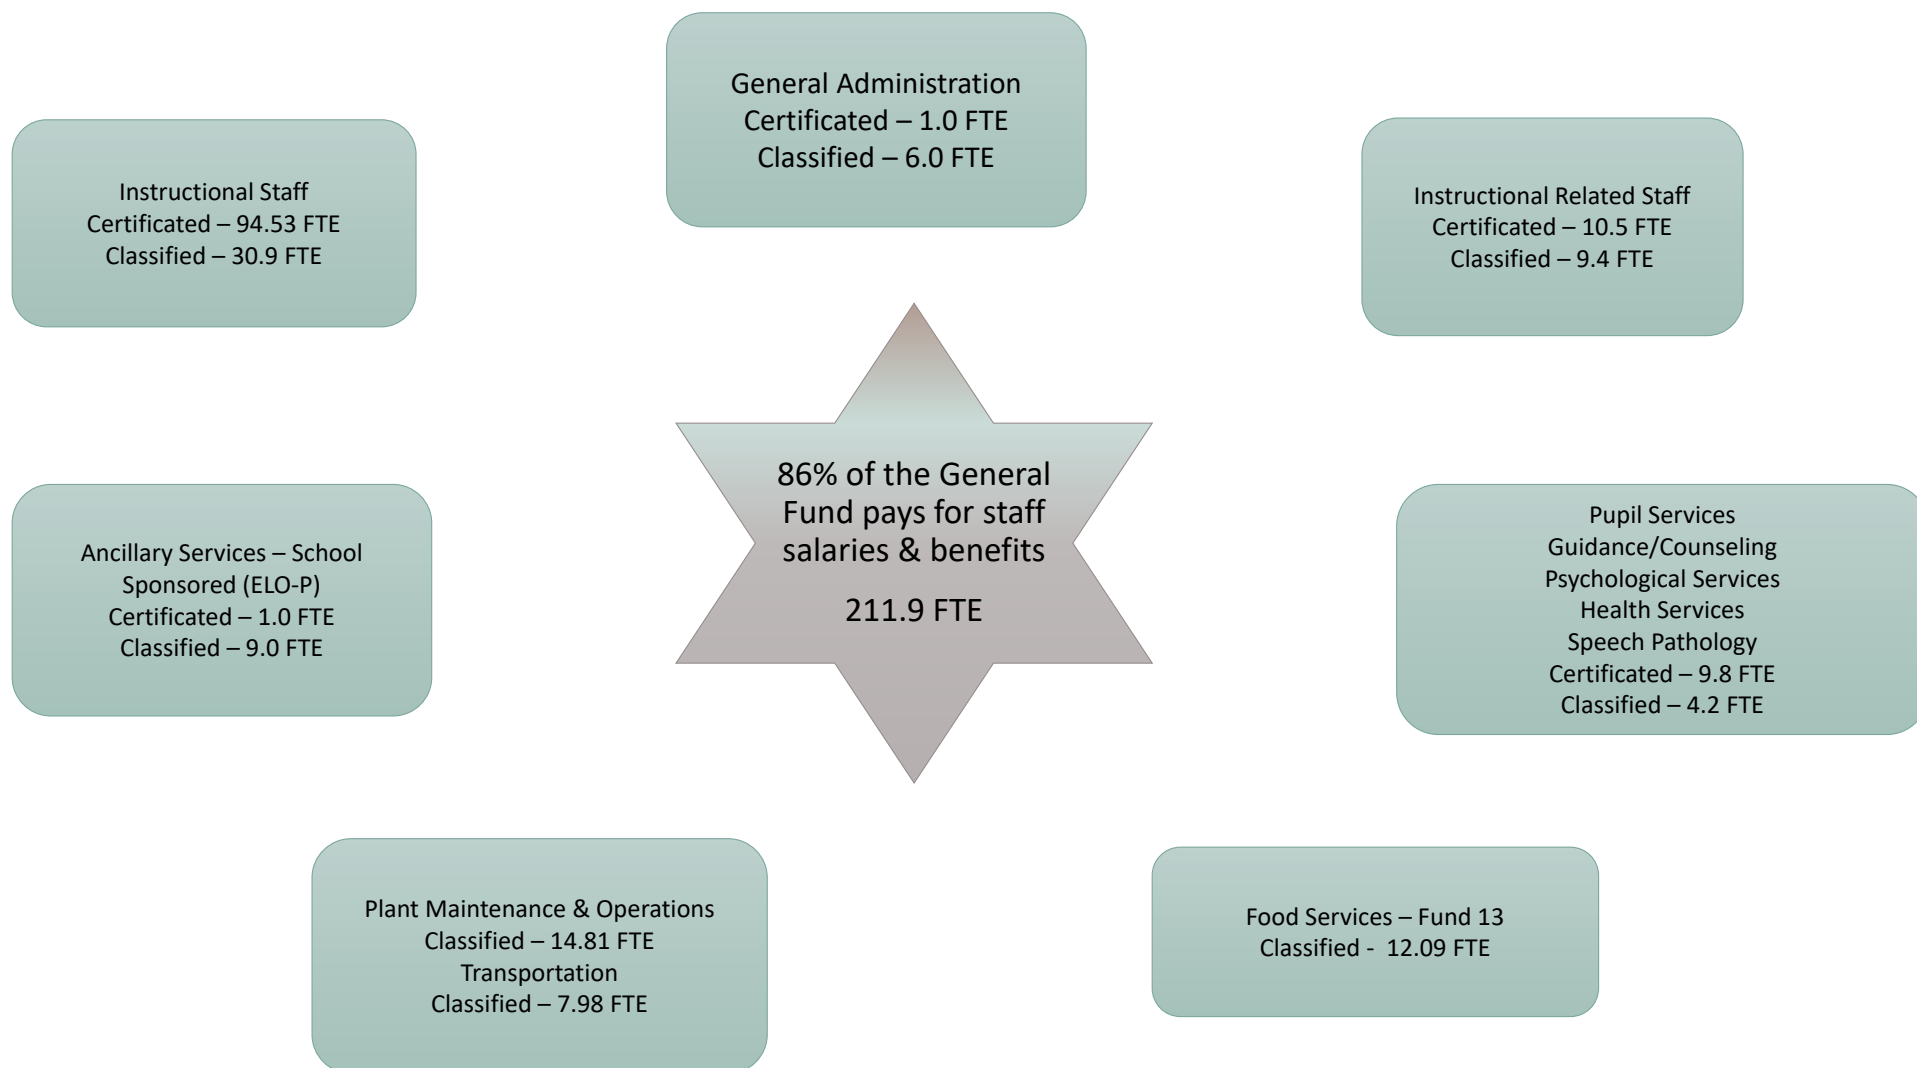 General Administration
Certificated – 1.0 FTE
Classified – 6.0 FTE
Instructional Staff
Certificated – 94.53 FTE
Classified – 30.9 FTE
Instructional Related Staff
Certificated – 10.5 FTE
Classified – 9.4 FTE
86% of the General
Fund pays for staff
salaries & benefits
211.9 FTE
Ancillary Services – School
Sponsored (ELO-P)
Certificated – 1.0 FTE
Classified – 9.0 FTE
Pupil Services
Guidance/Counseling
Psychological Services
Health Services
Speech Pathology
Certificated – 9.8 FTE
Classified – 4.2 FTE
Plant Maintenance & Operations
Classified – 14.81 FTE
Transportation
Classified – 7.98 FTE
Food Services – Fund 13
Classified - 12.09 FTE